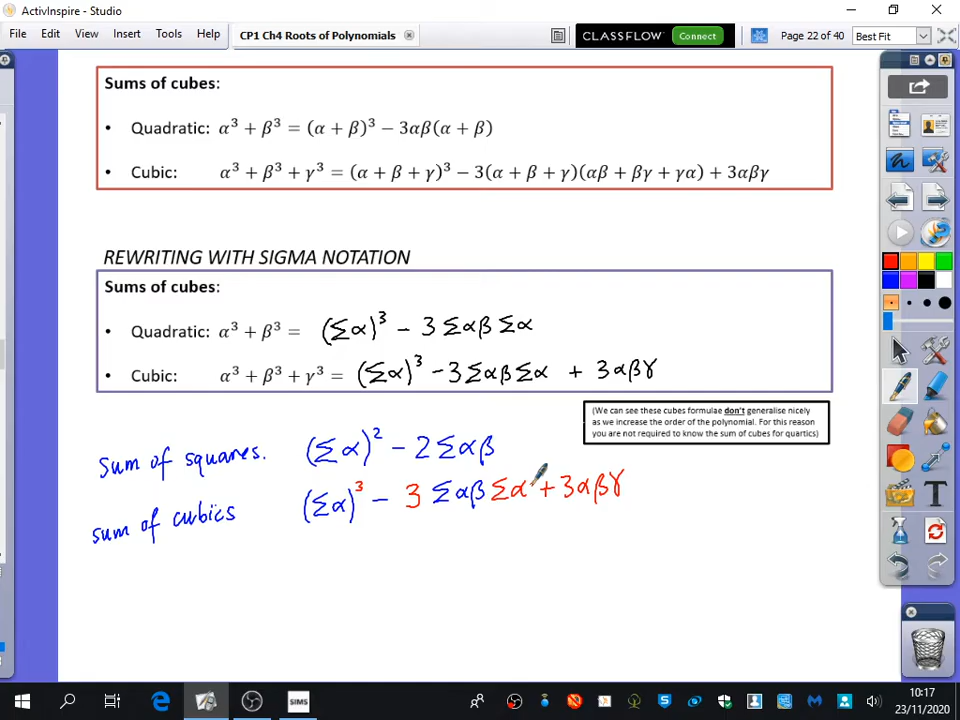 ActivInspire - Studio
File Edit View Insert Tools Help CP1 Ch4 Roots of Polynomials CLASSFLOW Connect Page 22 of 40 Best Fit
Sums of cubes:
• Quadratic: α³ + β³ = (α + β)³ − 3αβ(α + β)
• Cubic: α³ + β³ + γ³ = (α + β + γ)³ − 3(α + β + γ)(αβ + βγ + γα) + 3αβγ
REWRITING WITH SIGMA NOTATION
Sums of cubes:
• Quadratic: α³ + β³ = (Σα)³ − 3 Σαβ Σα
• Cubic: α³ + β³ + γ³ = (Σα)³ − 3 Σαβ Σα + 3αβγ
(We can see these cubes formulae don't generalise nicely
as we increase the order of the polynomial. For this reason
you are not required to know the sum of cubes for quartics)
Sum of squares. (Σα)² − 2 Σαβ
sum of cubics (Σα)³ − 3 Σαβ Σα + 3αβγ
T
SIMS
10:17
23/11/2020